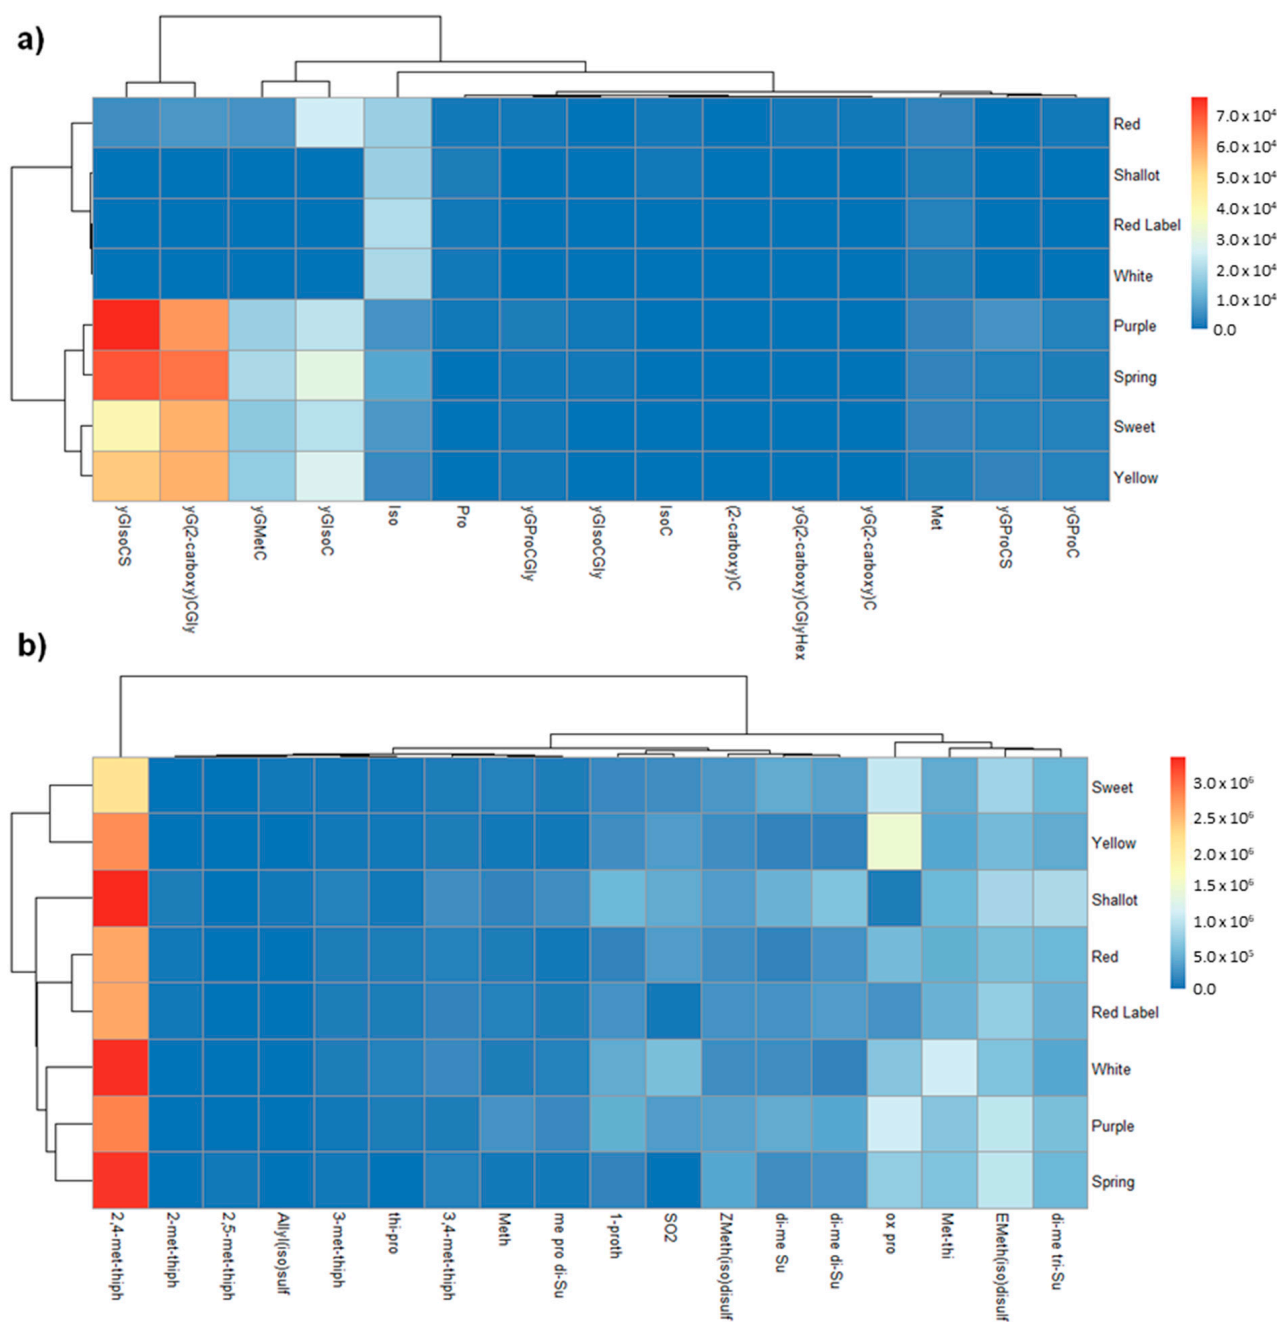 a)
Red
Shallot
Red Label
White
Purple
Spring
Sweet
Yellow
7.0 x 10⁴
6.0 x 10⁴
5.0 x 10⁴
4.0 x 10⁴
3.0 x 10⁴
2.0 x 10⁴
1.0 x 10⁴
0.0
yGIsoCS
yG(2-carboxy)CGly
yGMetC
yGIsoC
Iso
Pro
yGProCGly
yGIsoCGly
IsoC
(2-carboxy)C
yG(2-carboxy)CGlyHex
yG(2-carboxy)C
Met
yGProCS
yGProC
b)
Sweet
Yellow
Shallot
Red
Red Label
White
Purple
Spring
3.0 x 10⁶
2.5 x 10⁶
2.0 x 10⁶
1.5 x 10⁶
1.0 x 10⁶
5.0 x 10⁵
0.0
2,4-met-thiph
2-met-thiph
2,5-met-thiph
Allyl(iso)sulf
3-met-thiph
thi-pro
3,4-met-thiph
Meth
me pro di-Su
1-proth
SO2
ZMeth(iso)disulf
di-me Su
di-me di-Su
ox pro
Met-thi
EMeth(iso)disulf
di-me tri-Su